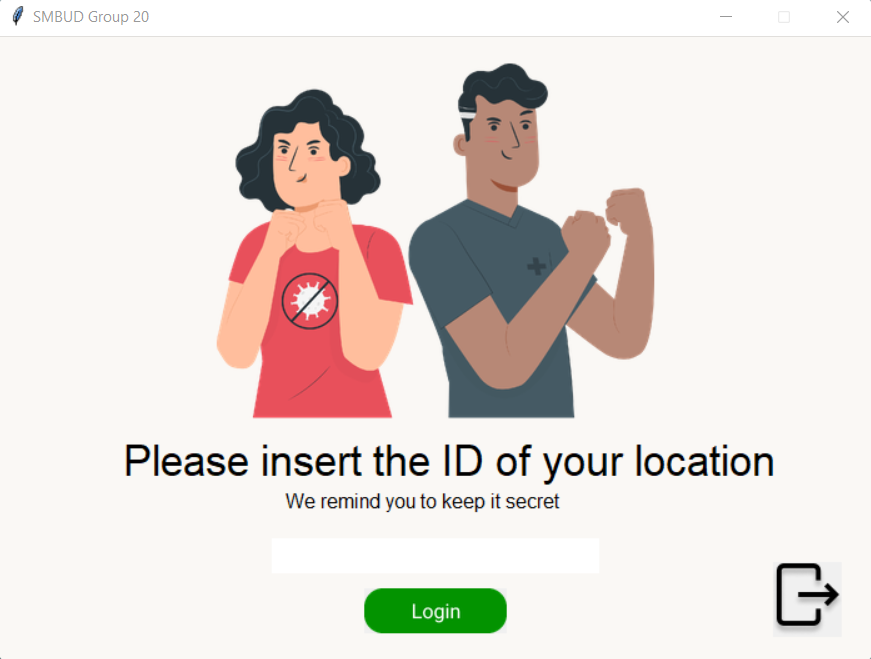 SMBUD Group 20
Please insert the ID of your location
We remind you to keep it secret
Login